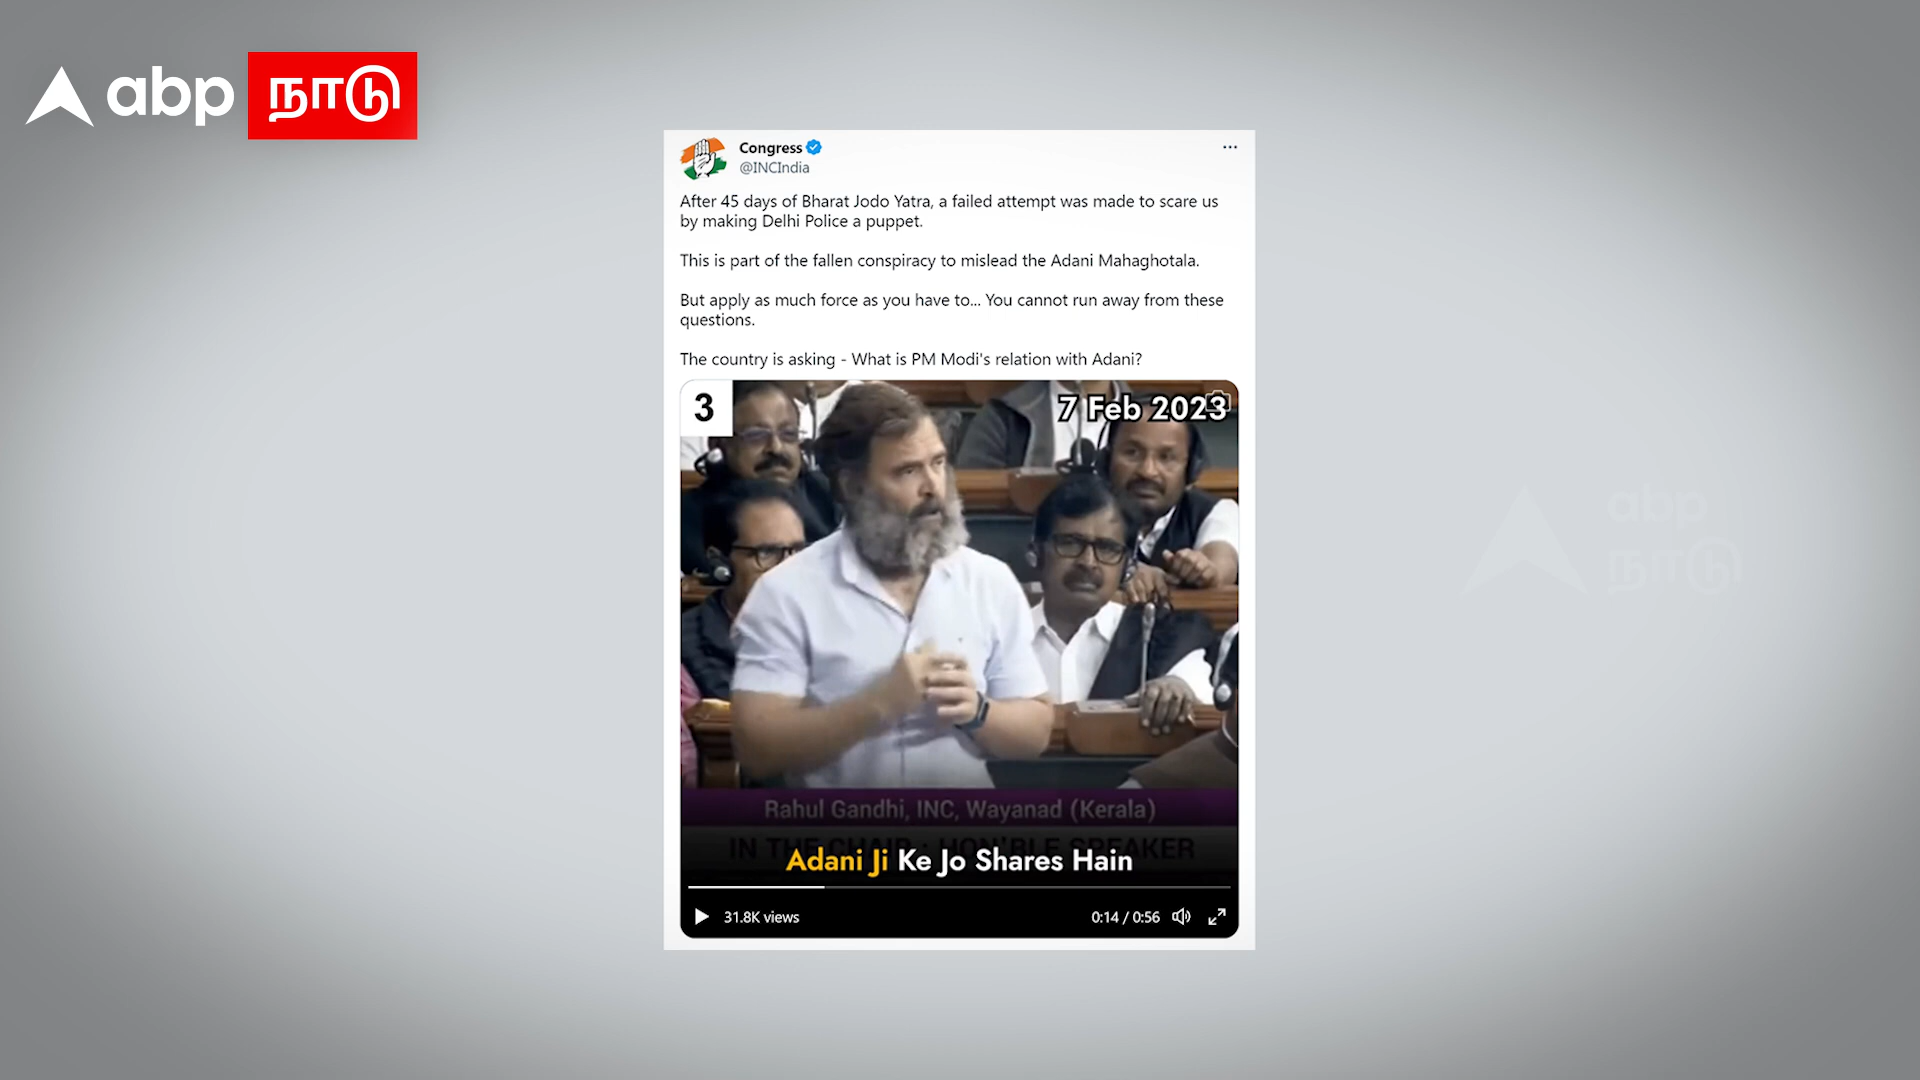 abp நாடு
Congress
@INCIndia
After 45 days of Bharat Jodo Yatra, a failed attempt was made to scare us
by making Delhi Police a puppet.
This is part of the fallen conspiracy to mislead the Adani Mahaghotala.
But apply as much force as you have to... You cannot run away from these
questions.
The country is asking - What is PM Modi's relation with Adani?
3
7 Feb 2023
Rahul Gandhi, INC, Wayanad (Kerala)
IN THE CHAIR : HON'BLE SPEAKER
Adani Ji Ke Jo Shares Hain
31.8K views
0:14 / 0:56
abp
நாடு